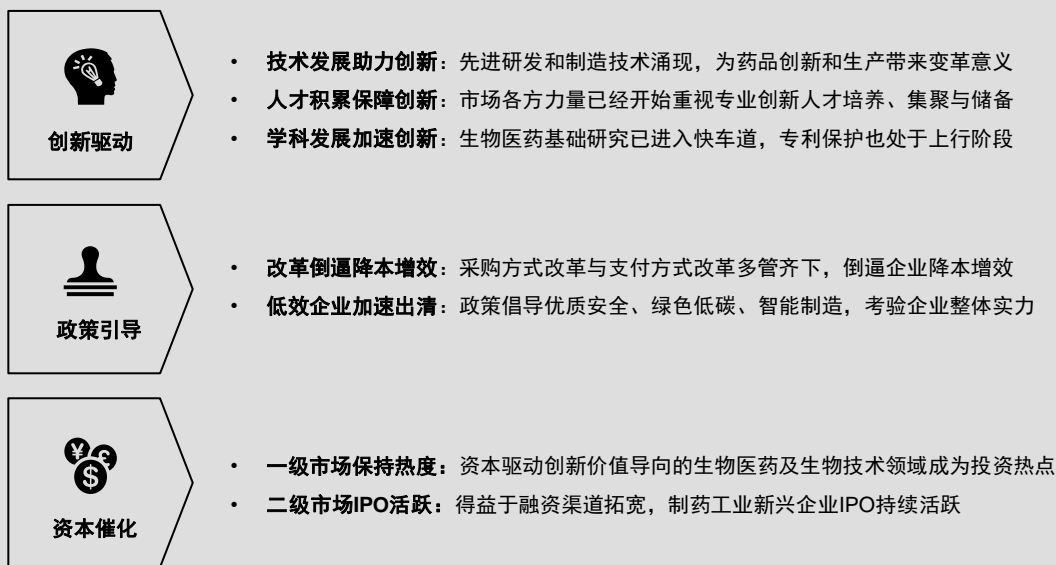 创新驱动
• 技术发展助力创新：先进研发和制造技术涌现，为药品创新和生产带来变革意义
• 人才积累保障创新：市场各方力量已经开始重视专业创新人才培养、集聚与储备
• 学科发展加速创新：生物医药基础研究已进入快车道，专利保护也处于上行阶段
政策引导
• 改革倒逼降本增效：采购方式改革与支付方式改革多管齐下，倒逼企业降本增效
• 低效企业加速出清：政策倡导优质安全、绿色低碳、智能制造，考验企业整体实力
¥ £
$
资本催化
• 一级市场保持热度：资本驱动创新价值导向的生物医药及生物技术领域成为投资热点
• 二级市场IPO活跃：得益于融资渠道拓宽，制药工业新兴企业IPO持续活跃